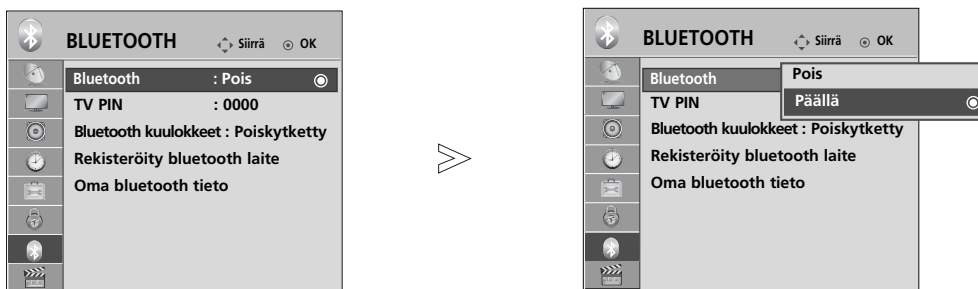 BLUETOOTH Siirrä OK
Bluetooth : Pois
TV PIN : 0000
Bluetooth kuulokkeet : Poiskytketty
Rekisteröity bluetooth laite
Oma bluetooth tieto
BLUETOOTH Siirrä OK
Bluetooth
Pois
Päällä
TV PIN
Bluetooth kuulokkeet : Poiskytketty
Rekisteröity bluetooth laite
Oma bluetooth tieto